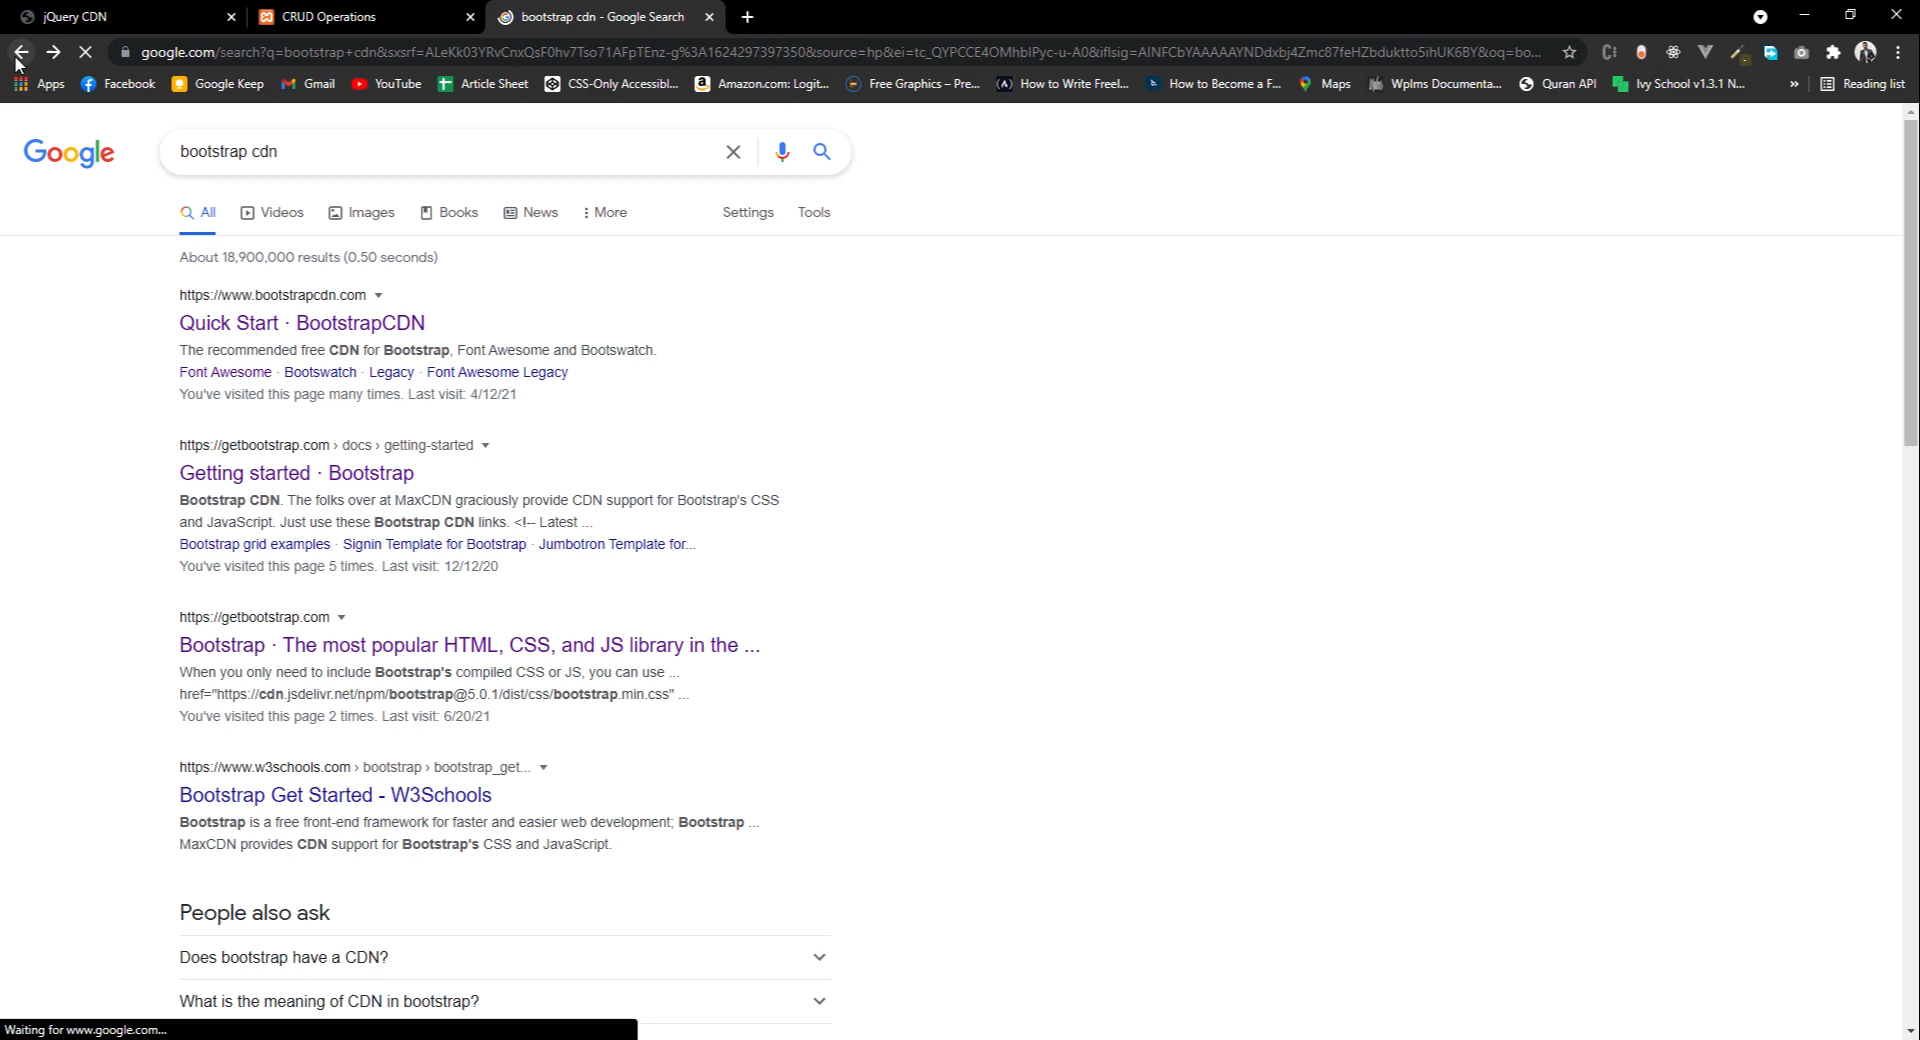 jQuery CDN
CRUD Operations
bootstrap cdn - Google Search
google.com/search?q=bootstrap+cdn&sxsrf=ALeKk03YRvCnxQsF0hv7Tso71AFpTEnz-g%3A1624297397350&source=hp&ei=tc_QYPCCE4OMhbIPyc-u-A0&iflsig=AINFCbYAAAAAYNDdxbj4Zmc87feHZbduktto5ihUK6BY&oq=bo...
Apps Facebook Google Keep Gmail YouTube Article Sheet CSS-Only Accessibl... Amazon.com: Logit... Free Graphics – Pre... How to Write Freel... How to Become a F... Maps Wplms Documenta... Quran API Ivy School v1.3.1 N... » Reading list
Google
bootstrap cdn
All Videos Images Books News More Settings Tools
About 18,900,000 results (0.50 seconds)
https://www.bootstrapcdn.com
Quick Start · BootstrapCDN
The recommended free CDN for Bootstrap, Font Awesome and Bootswatch.
Font Awesome · Bootswatch · Legacy · Font Awesome Legacy
You've visited this page many times. Last visit: 4/12/21
https://getbootstrap.com › docs › getting-started
Getting started · Bootstrap
Bootstrap CDN. The folks over at MaxCDN graciously provide CDN support for Bootstrap's CSS
and JavaScript. Just use these Bootstrap CDN links. <!-- Latest ...
Bootstrap grid examples · Signin Template for Bootstrap · Jumbotron Template for...
You've visited this page 5 times. Last visit: 12/12/20
https://getbootstrap.com
Bootstrap · The most popular HTML, CSS, and JS library in the ...
When you only need to include Bootstrap's compiled CSS or JS, you can use ...
href="https://cdn.jsdelivr.net/npm/bootstrap@5.0.1/dist/css/bootstrap.min.css" ...
You've visited this page 2 times. Last visit: 6/20/21
https://www.w3schools.com › bootstrap › bootstrap_get...
Bootstrap Get Started - W3Schools
Bootstrap is a free front-end framework for faster and easier web development; Bootstrap ...
MaxCDN provides CDN support for Bootstrap's CSS and JavaScript.
People also ask
Does bootstrap have a CDN?
What is the meaning of CDN in bootstrap?
Waiting for www.google.com...